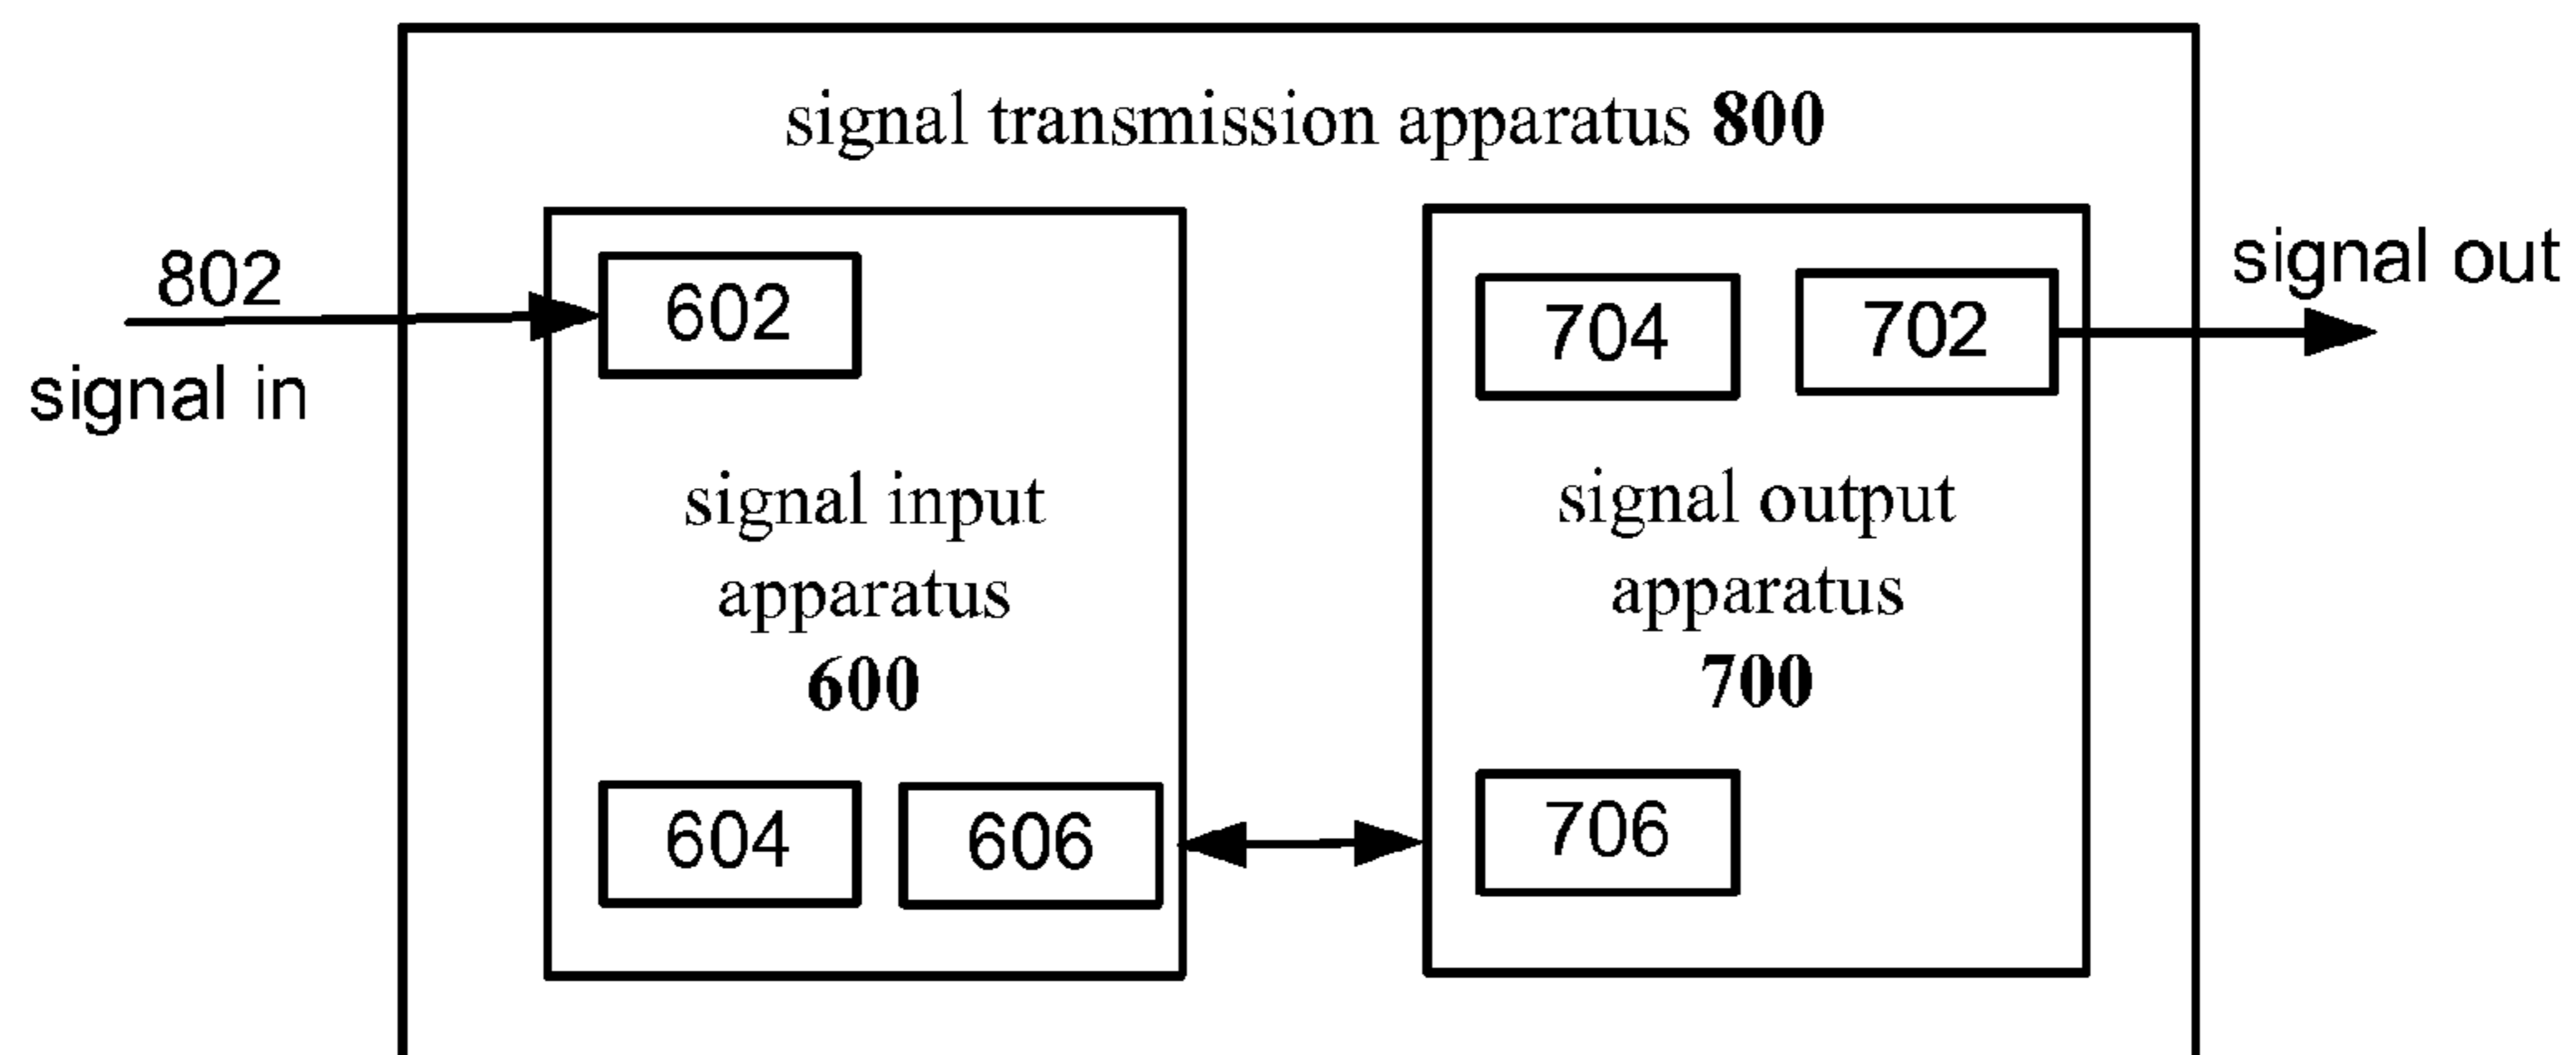 signal transmission apparatus 800
802
signal in
602
signal input
apparatus
600
604
606
704
702
signal output
apparatus
700
706
signal out